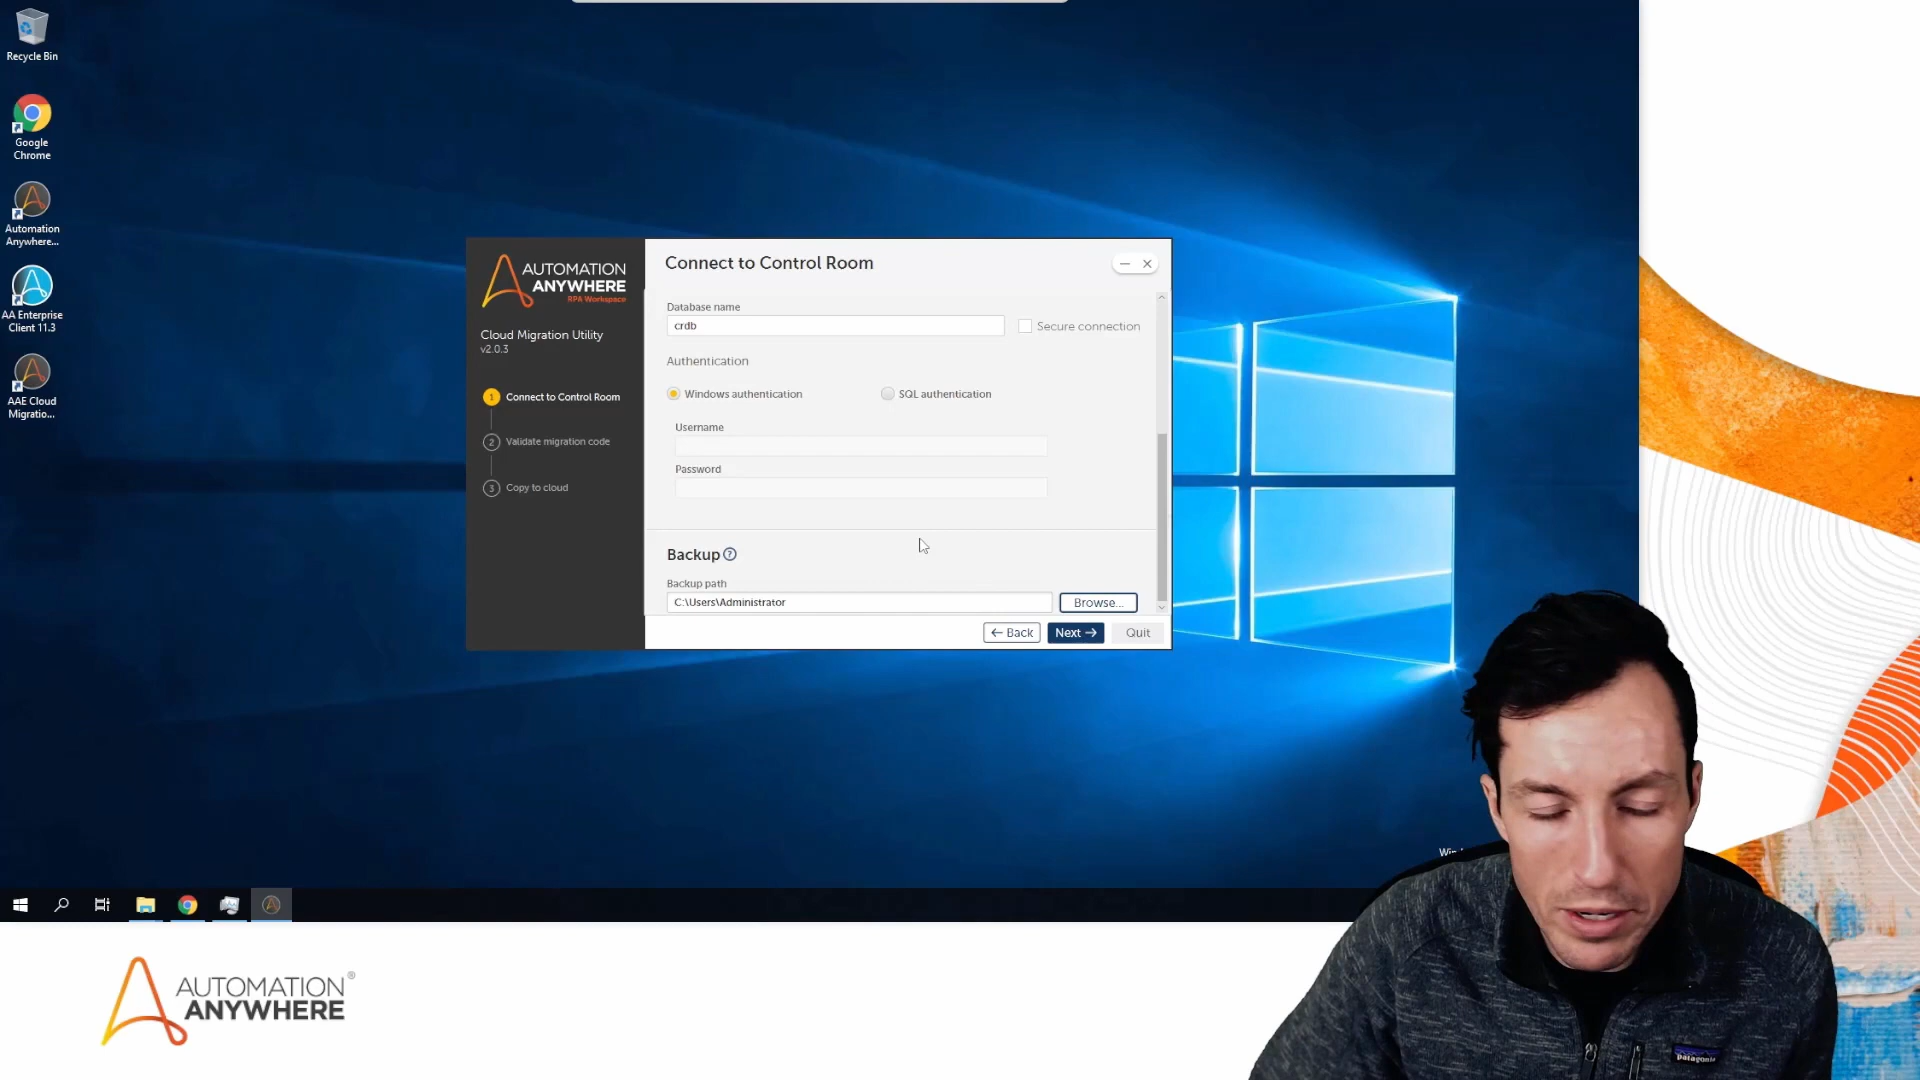 Recycle Bin
Google
Chrome
Automation
Anywhere...
AA Enterprise
Client 11.3
AAE Cloud
Migratio...
AUTOMATION
ANYWHERE
RPA Workspace
Cloud Migration Utility
v2.0.3
1 Connect to Control Room
2 Validate migration code
3 Copy to cloud
Connect to Control Room
Database name
crdb
Secure connection
Authentication
Windows authentication
SQL authentication
Username
Password
Backup
Backup path
C:\Users\Administrator
Browse...
← Back
Next →
Quit
AUTOMATION®
ANYWHERE
patagonia